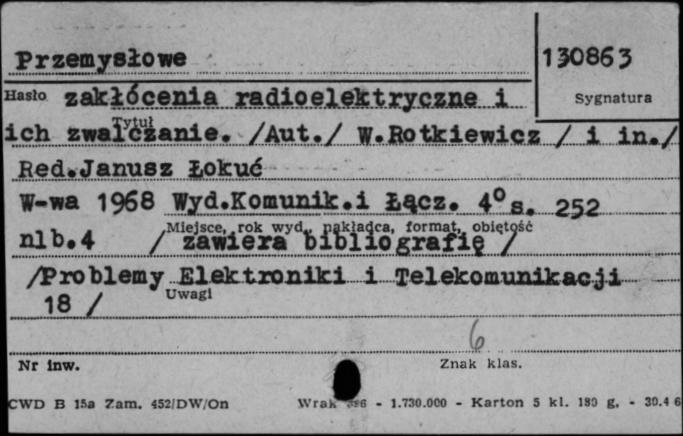 Przemysłowe
130863
Hasło zakłócenia radioelektryczne i
Sygnatura
Tytuł
ich zwalczanie. /Aut./ W.Rotkiewicz / i in./
Red.Janusz Łokuć
W-wa 1968 Wyd.Komunik.i Łącz. 4° s. 252
Miejsce, rok wyd., nakładca, format, objętość
nlb.4 / zawiera bibliografię /
/Problemy Elektroniki i Telekomunikacji
18 /
Uwagi
6
Nr inw.
Znak klas.
CWD B 15a Zam. 452/DW/On
Wrak - 1.730.000 - Karton 5 kl. 180 g. - 30.4 6